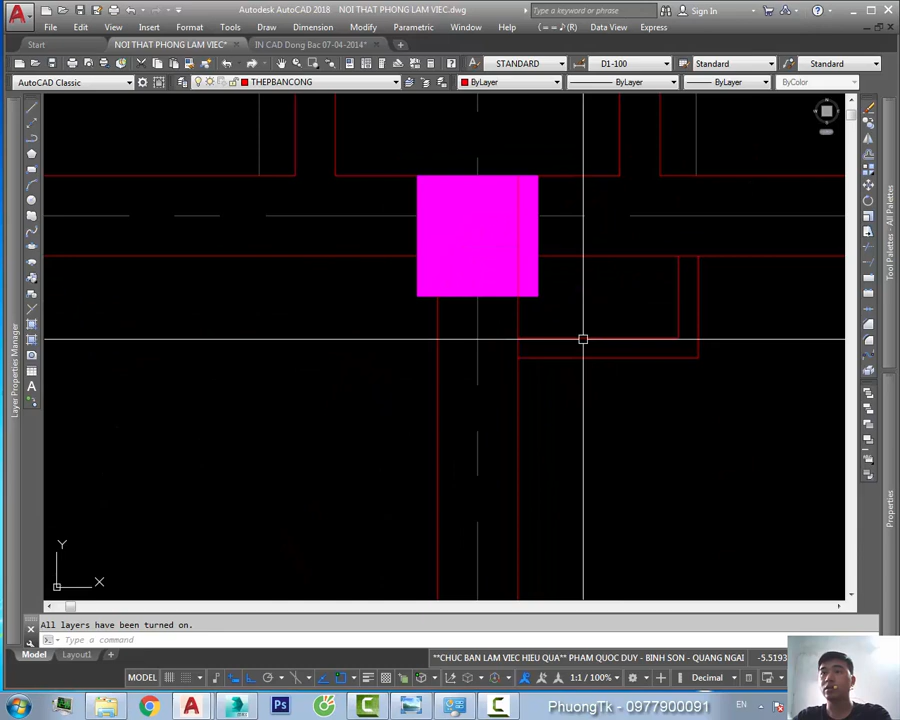 Autodesk AutoCAD 2018 NOI THAT PHONG LAM VIEC.dwg
Type a keyword or phrase
Sign In
File Edit View Insert Format Tools Draw Dimension Modify Parametric Window Help ((♪)) Data View Express
Start NOI THAT PHONG LAM VIEC* IN CAD Dong Bac 07-04-2014*
STANDARD D1-100 Standard Standard
AutoCAD Classic THEPBANCONG ByLayer ByLayer ByLayer ByColor
Layer Properties Manager
Tool Palettes - All Palettes
Properties
Y
X
All layers have been turned on.
Type a command
Model Layout1 +
**CHUC BAN LAM VIEC HIEU QUA** PHAM QUOC DUY - BINH SON - QUANG NGAI -5.5193
MODEL 1:1 / 100% Decimal
PhuongTk - 0977900091 EN